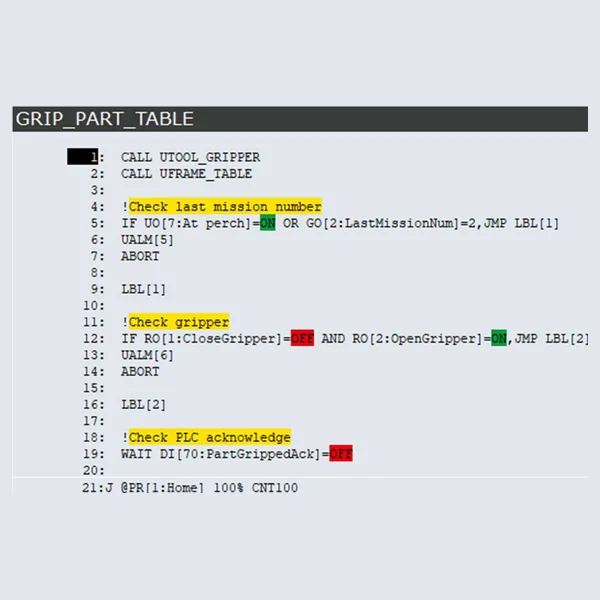 GRIP_PART_TABLE
1: CALL UTOOL_GRIPPER
2: CALL UFRAME_TABLE
3:
4: !Check last mission number
5: IF UO[7:At perch]=ON OR GO[2:LastMissionNum]=2,JMP LBL[1]
6: UALM[5]
7: ABORT
8:
9: LBL[1]
10:
11: !Check gripper
12: IF RO[1:CloseGripper]=OFF AND RO[2:OpenGripper]=ON,JMP LBL[2]
13: UALM[6]
14: ABORT
15:
16: LBL[2]
17:
18: !Check PLC acknowledge
19: WAIT DI[70:PartGrippedAck]=OFF
20:
21:J @PR[1:Home] 100% CNT100